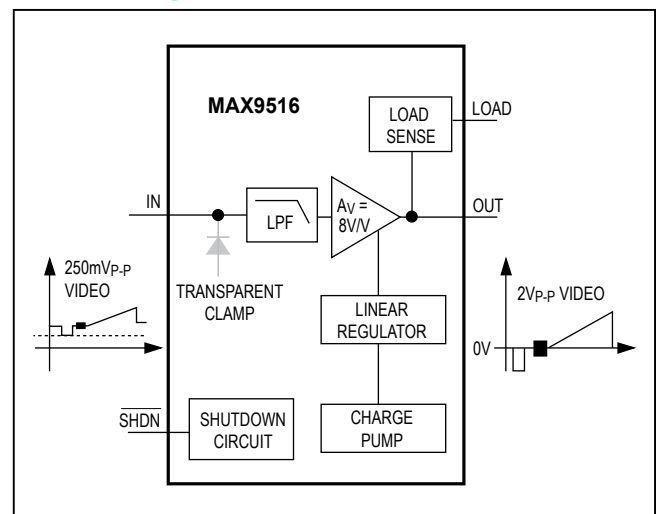 MAX9516
LOAD
SENSE
LOAD
IN
LPF
AV =
8V/V
OUT
250mVP-P
VIDEO
TRANSPARENT
CLAMP
LINEAR
REGULATOR
2VP-P VIDEO
0V
SHDN
SHUTDOWN
CIRCUIT
CHARGE
PUMP